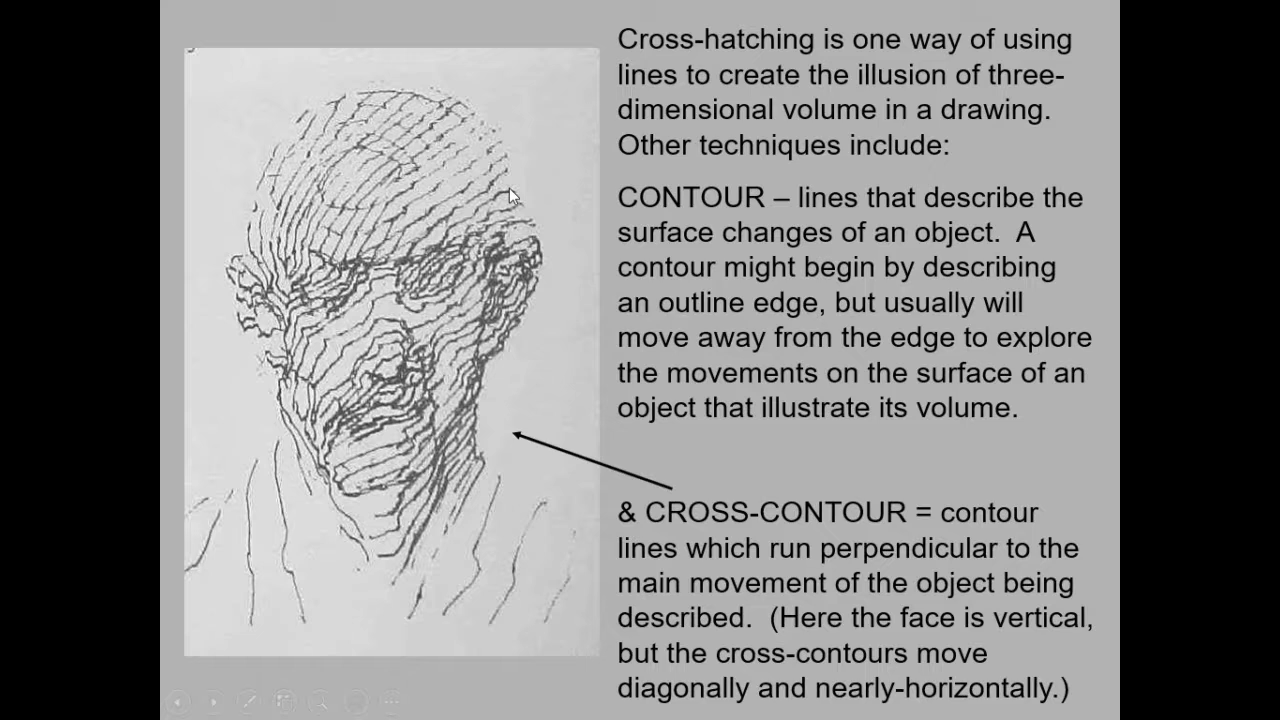 Cross-hatching is one way of using
lines to create the illusion of three-
dimensional volume in a drawing.
Other techniques include:
CONTOUR – lines that describe the
surface changes of an object.  A
contour might begin by describing
an outline edge, but usually will
move away from the edge to explore
the movements on the surface of an
object that illustrate its volume.
& CROSS-CONTOUR = contour
lines which run perpendicular to the
main movement of the object being
described.  (Here the face is vertical,
but the cross-contours move
diagonally and nearly-horizontally.)